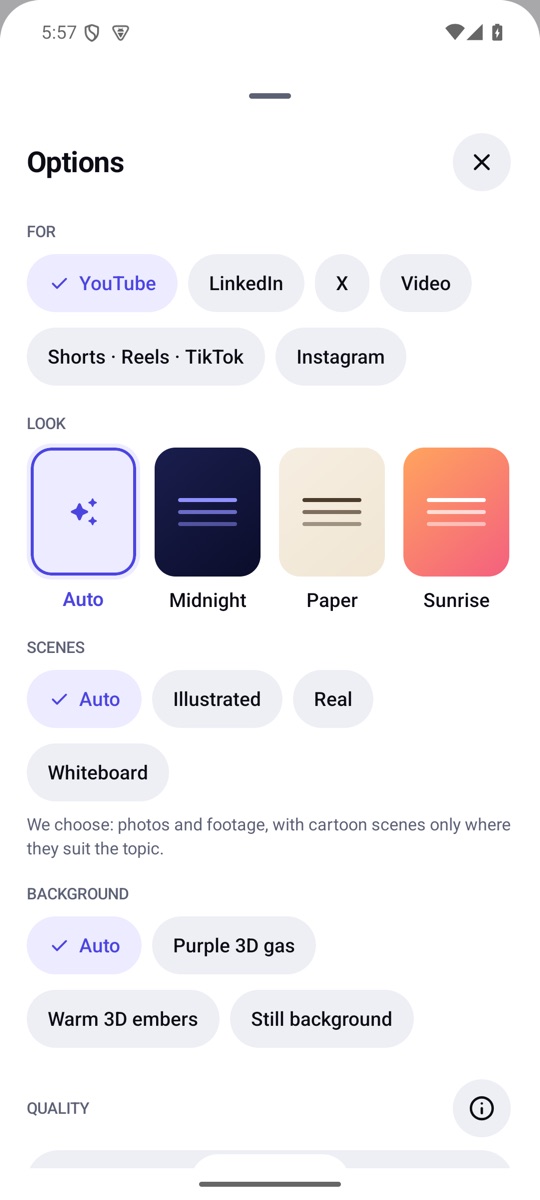 5:57
Options
FOR
YouTube
LinkedIn
X
Video
Shorts · Reels · TikTok
Instagram
LOOK
Auto
Midnight
Paper
Sunrise
SCENES
Auto
Illustrated
Real
Whiteboard
We choose: photos and footage, with cartoon scenes only where
they suit the topic.
BACKGROUND
Auto
Purple 3D gas
Warm 3D embers
Still background
QUALITY